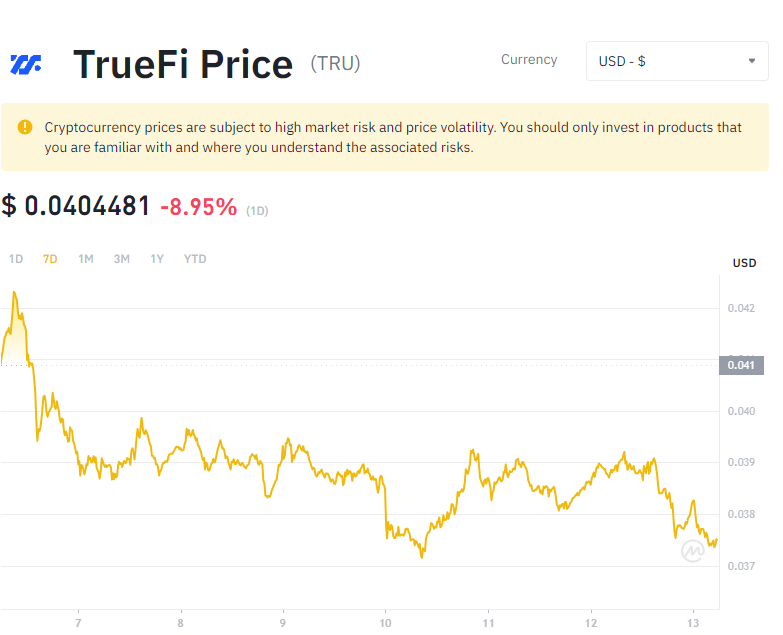 TrueFi Price (TRU)
Currency
USD - $
Cryptocurrency prices are subject to high market risk and price volatility. You should only invest in products that
you are familiar with and where you understand the associated risks.
$ 0.0404481 -8.95% (1D)
1D 7D 1M 3M 1Y YTD
USD
0.042
0.041
0.040
0.039
0.038
0.037
7 8 9 10 11 12 13